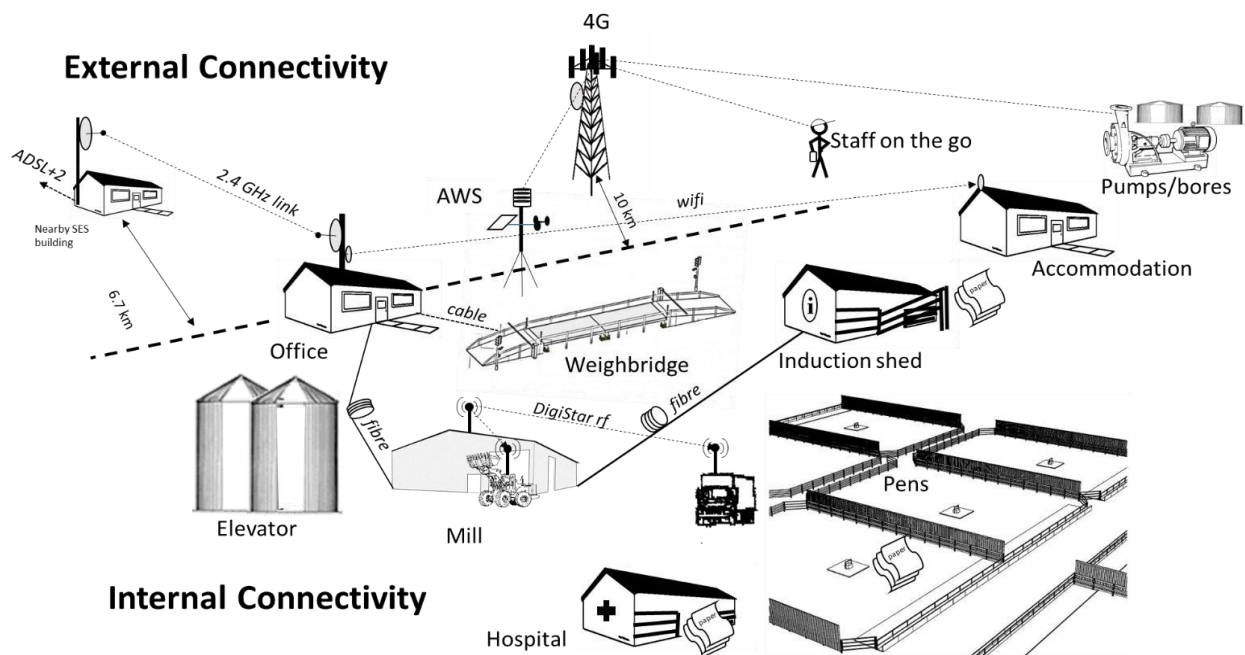 4G
External Connectivity
ADSL+2
2.4 GHz link
Staff on the go
Pumps/bores
AWS
10 km
wifi
Nearby SES
building
6.7 km
Accommodation
paper
cable
Office
Weighbridge
Induction shed
fibre
DigiStar rf
fibre
Elevator
Mill
Pens
paper
Internal Connectivity
Hospital
paper